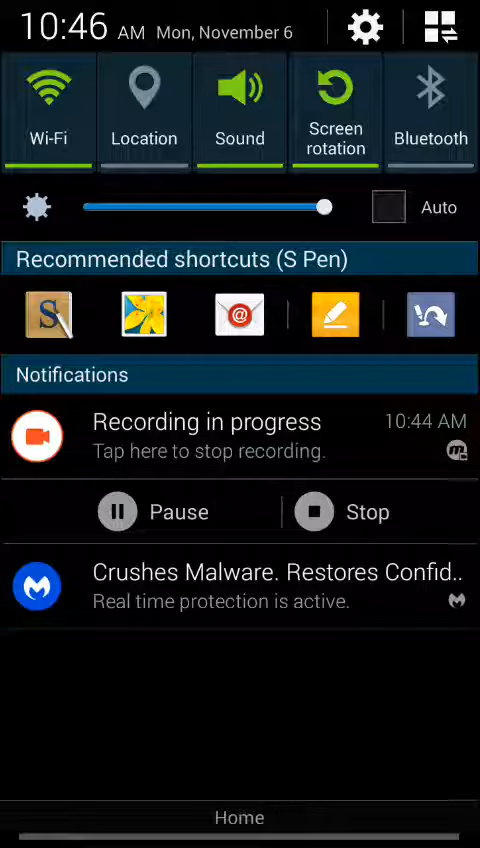 10:46 AM Mon, November 6
Wi-Fi
Location
Sound
Screen
rotation
Bluetooth
Auto
Recommended shortcuts (S Pen)
S
@
Notifications
Recording in progress 10:44 AM
Tap here to stop recording.
Pause
Stop
Crushes Malware. Restores Confid..
Real time protection is active.
Home